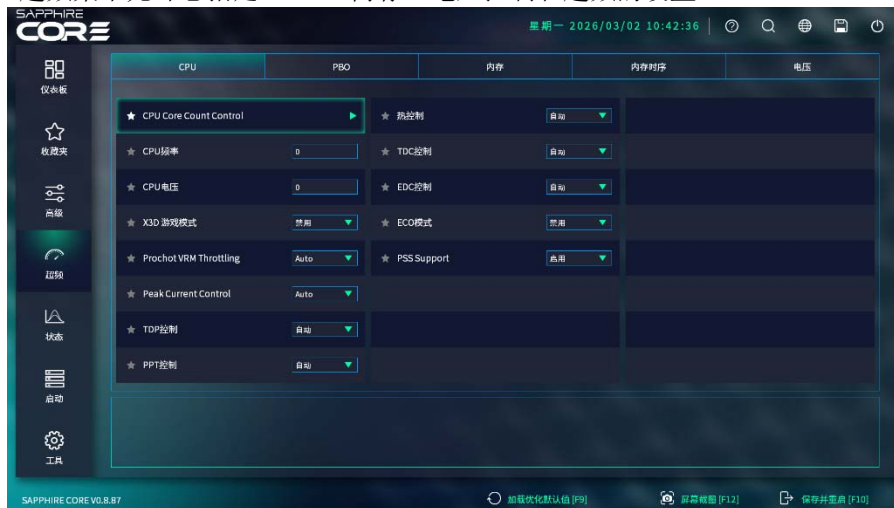 SAPPHIRE
CORE
星期一 2026/03/02 10:42:36
仪表板
收藏夹
高级
超频
状态
启动
工具
CPU PBO 内存 内存时序 电压
CPU Core Count Control
CPU频率 0
CPU电压 0
X3D 游戏模式 禁用
Prochot VRM Throttling Auto
Peak Current Control Auto
TDP控制 自动
PPT控制 自动
热控制 自动
TDC控制 自动
EDC控制 自动
ECO模式 禁用
PSS Support 启用
SAPPHIRE CORE V0.8.87
加载优化默认值 [F9]
屏幕截图 [F12]
保存并重启 [F10]